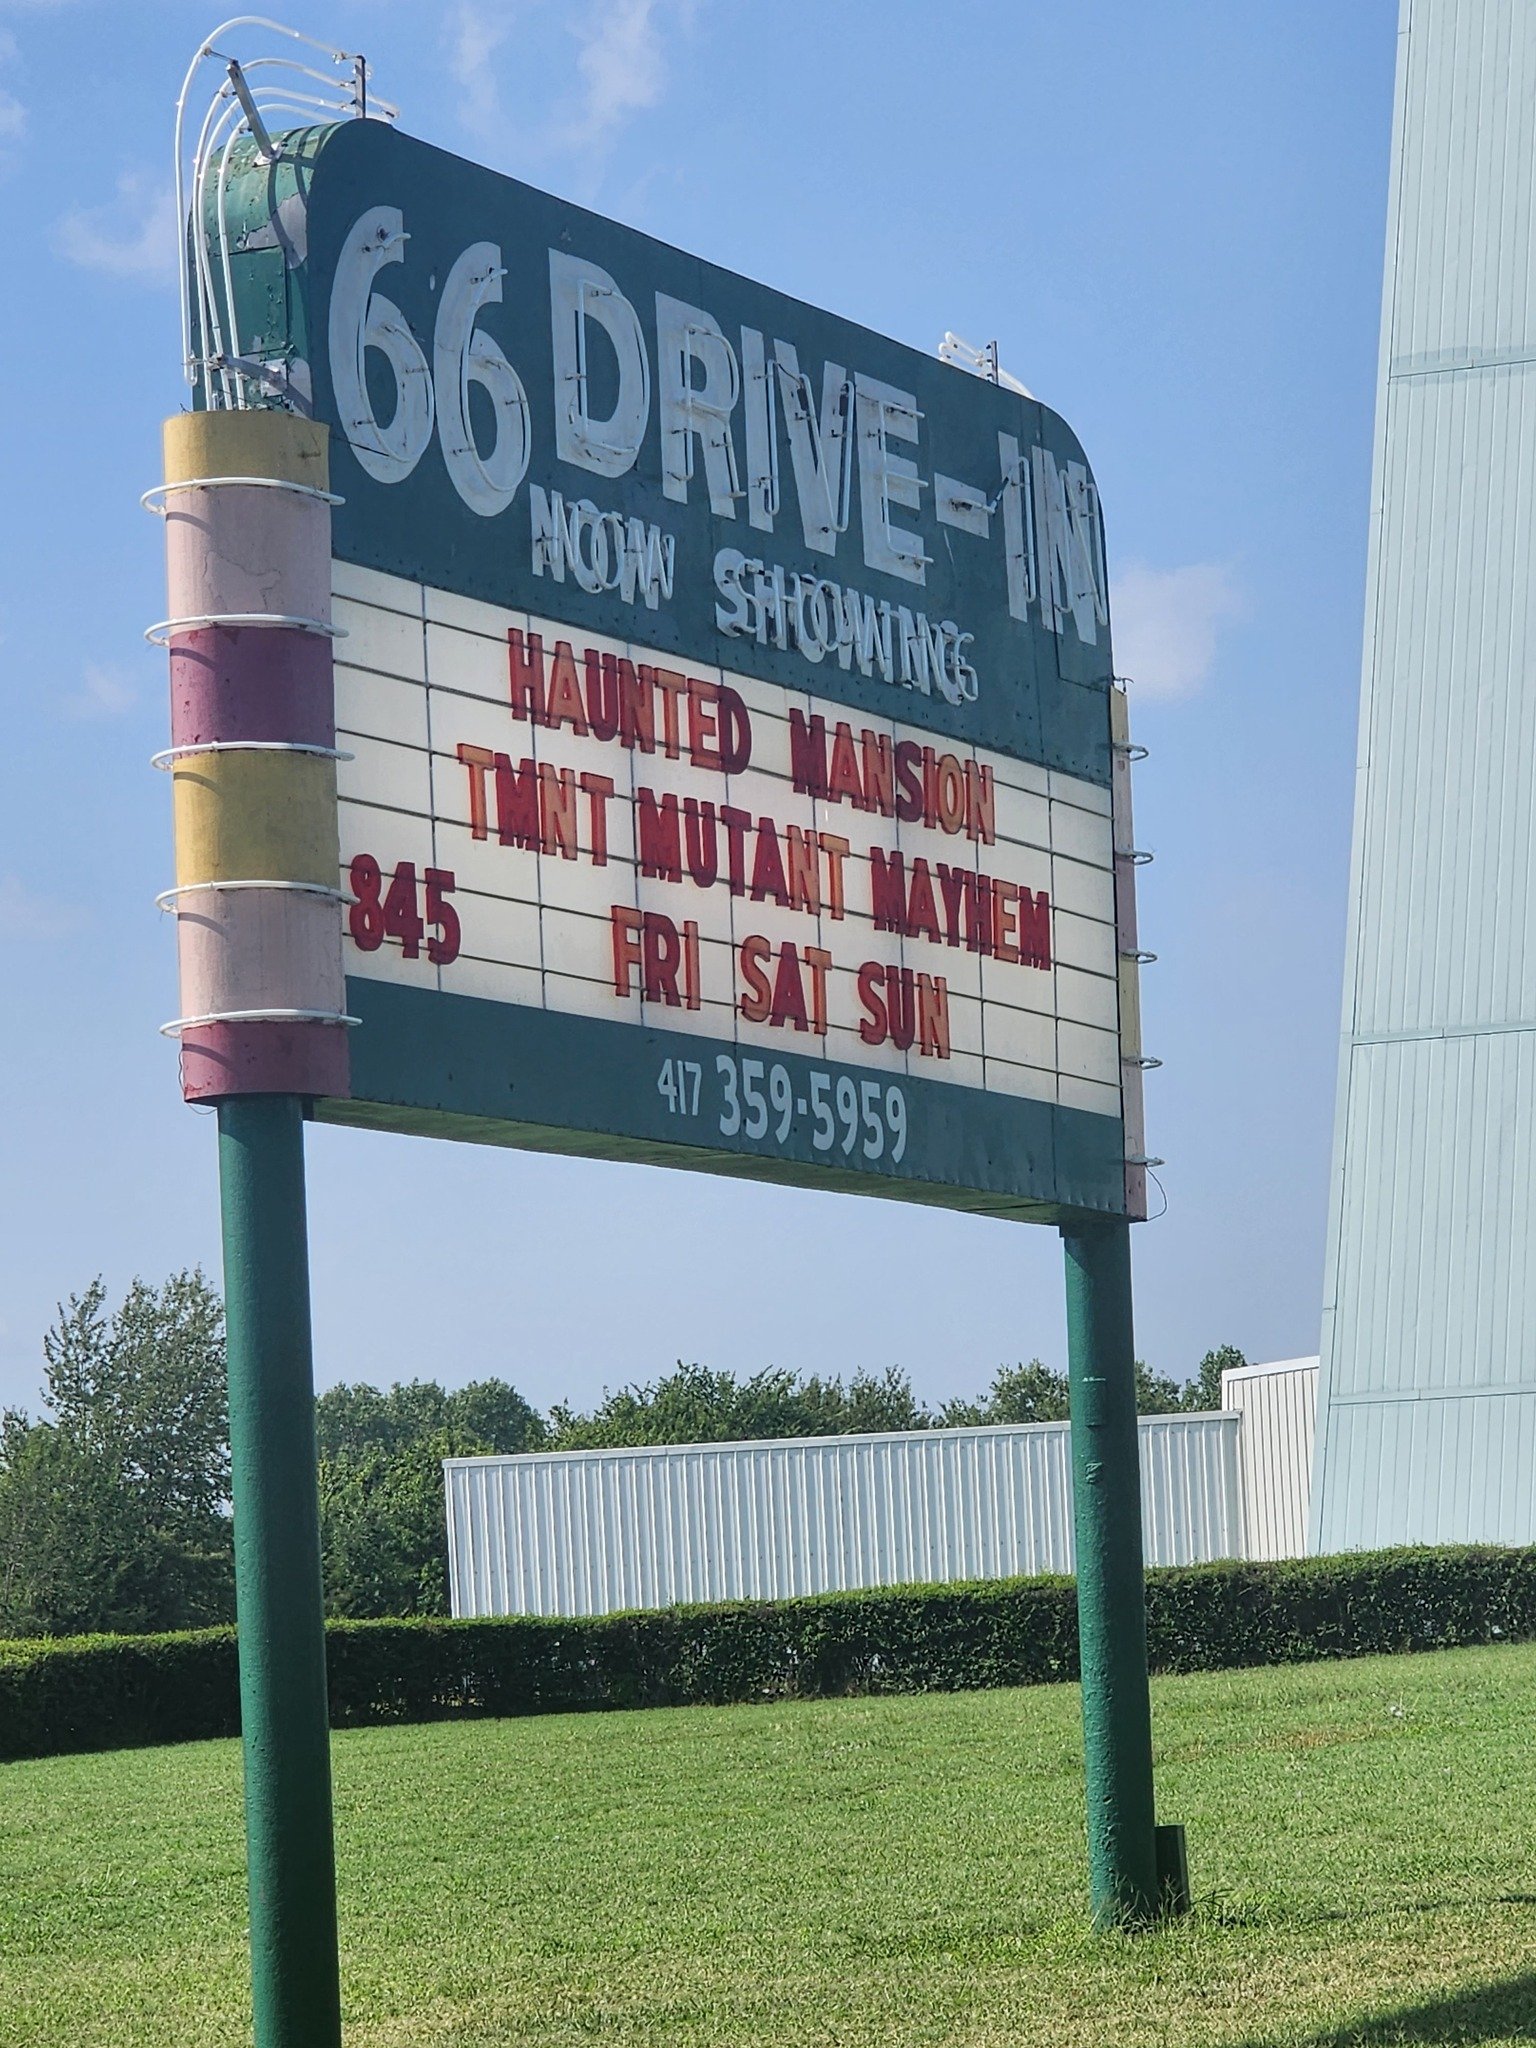 66 DRIVE-IN
NOW SHOWING
HAUNTED MANSION
TMNT MUTANT MAYHEM
845 FRI SAT SUN
417 359-5959